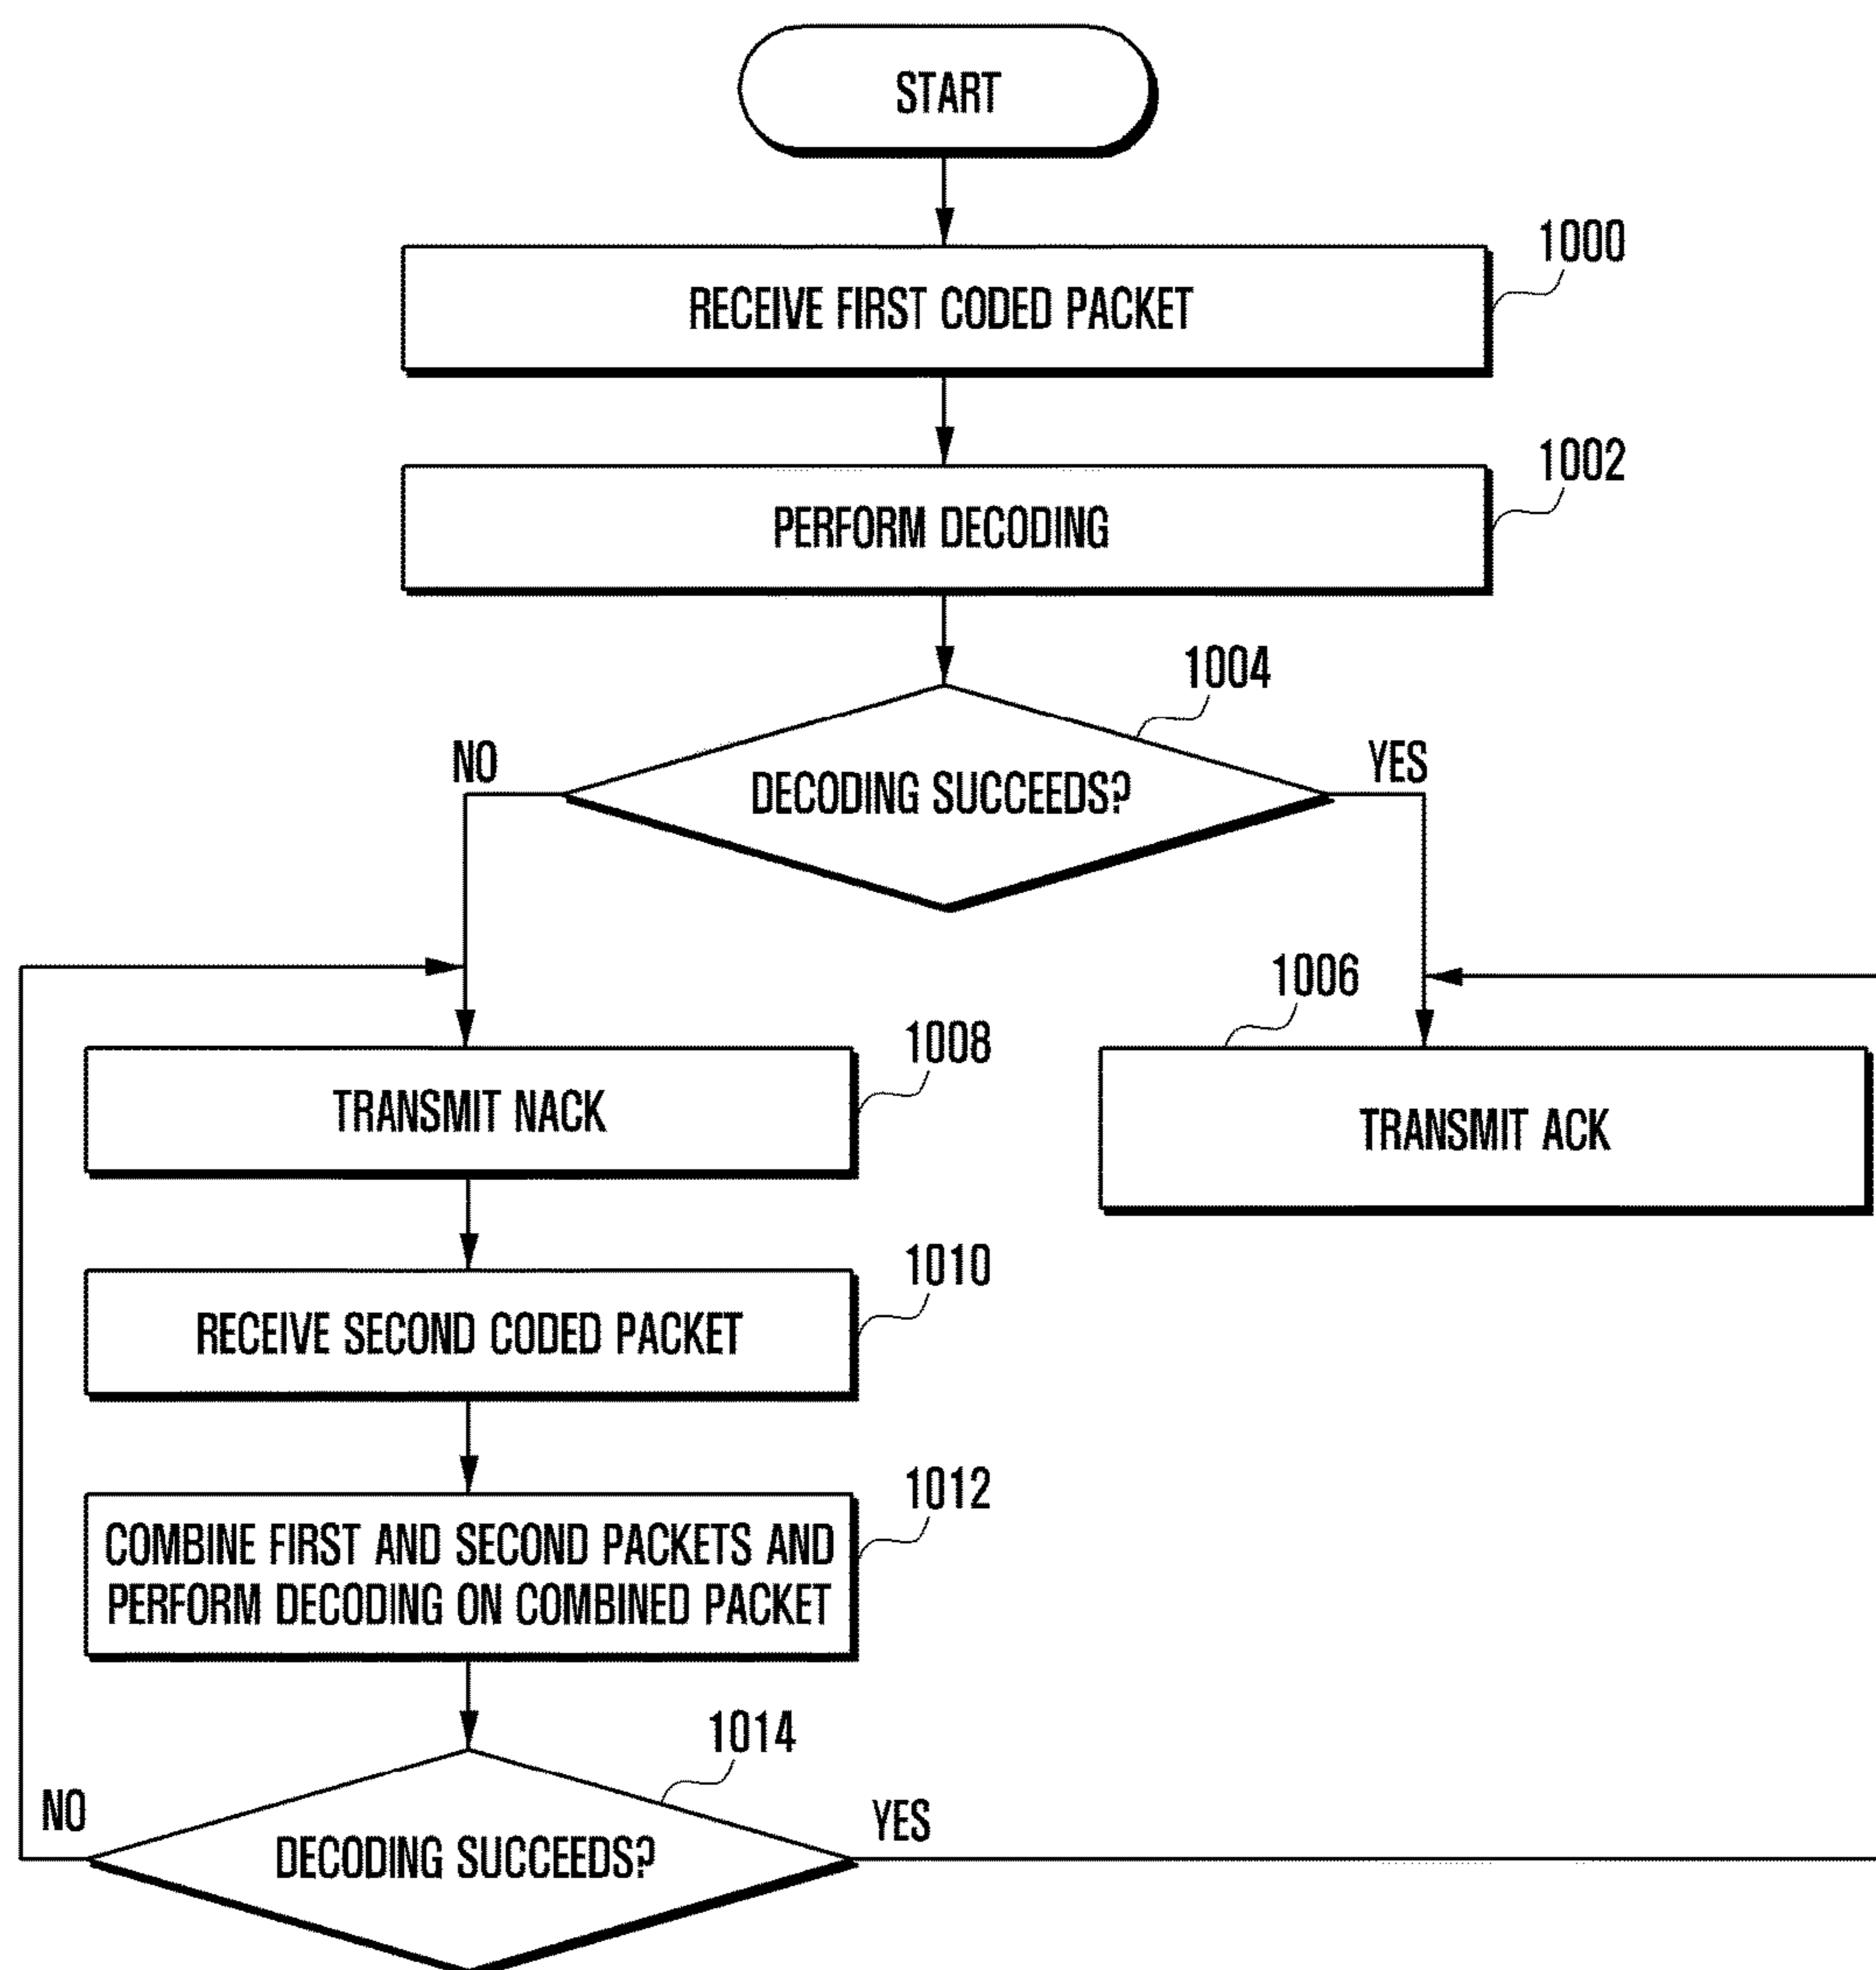 START
1000
RECEIVE FIRST CODED PACKET
1002
PERFORM DECODING
1004
NO
DECODING SUCCEEDS?
YES
1006
1008
TRANSMIT NACK
TRANSMIT ACK
1010
RECEIVE SECOND CODED PACKET
1012
COMBINE FIRST AND SECOND PACKETS AND
PERFORM DECODING ON COMBINED PACKET
1014
NO
DECODING SUCCEEDS?
YES